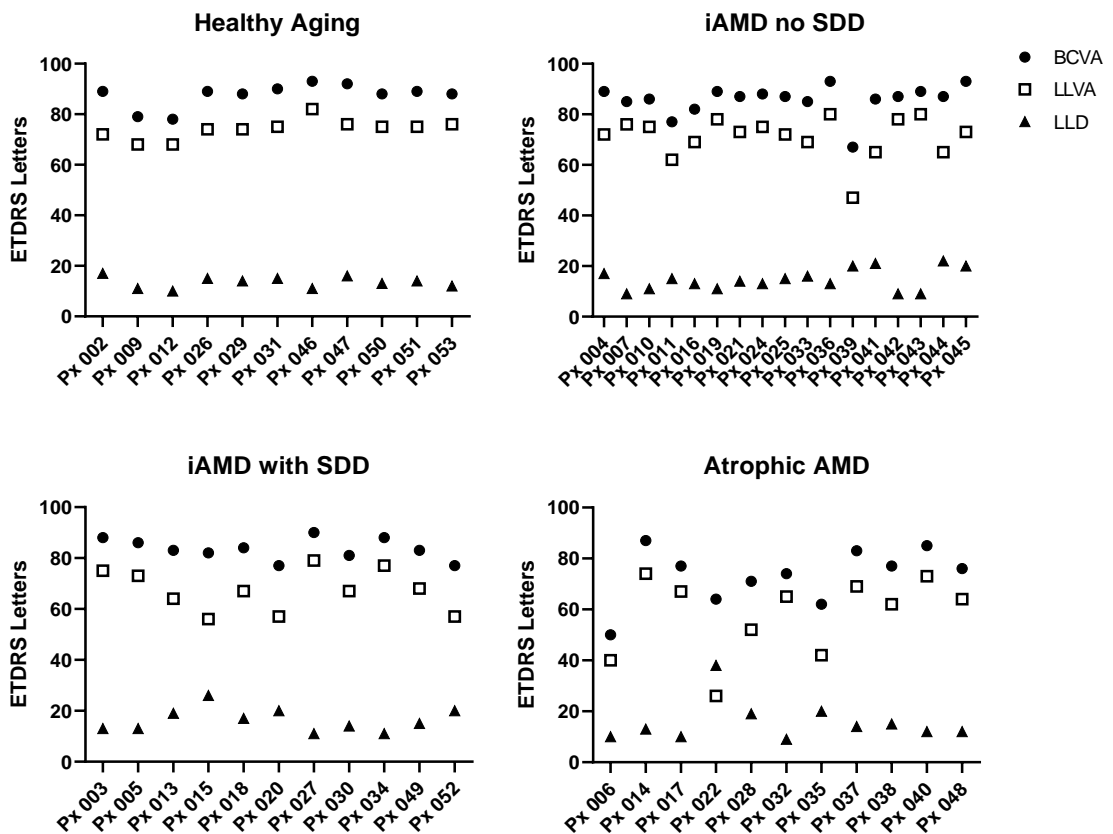 Healthy Aging
ETDRS Letters
100
80
60
40
20
0
Px 002
Px 009
Px 012
Px 026
Px 029
Px 031
Px 046
Px 047
Px 050
Px 051
Px 053
iAMD no SDD
ETDRS Letters
100
80
60
40
20
0
Px 004
Px 007
Px 010
Px 011
Px 016
Px 019
Px 021
Px 024
Px 025
Px 033
Px 036
Px 039
Px 041
Px 042
Px 043
Px 044
Px 045
BCVA
LLVA
LLD
iAMD with SDD
ETDRS Letters
100
80
60
40
20
0
Px 003
Px 005
Px 013
Px 015
Px 018
Px 020
Px 027
Px 030
Px 034
Px 049
Px 052
Atrophic AMD
ETDRS Letters
100
80
60
40
20
0
Px 006
Px 014
Px 017
Px 022
Px 028
Px 032
Px 035
Px 037
Px 038
Px 040
Px 048